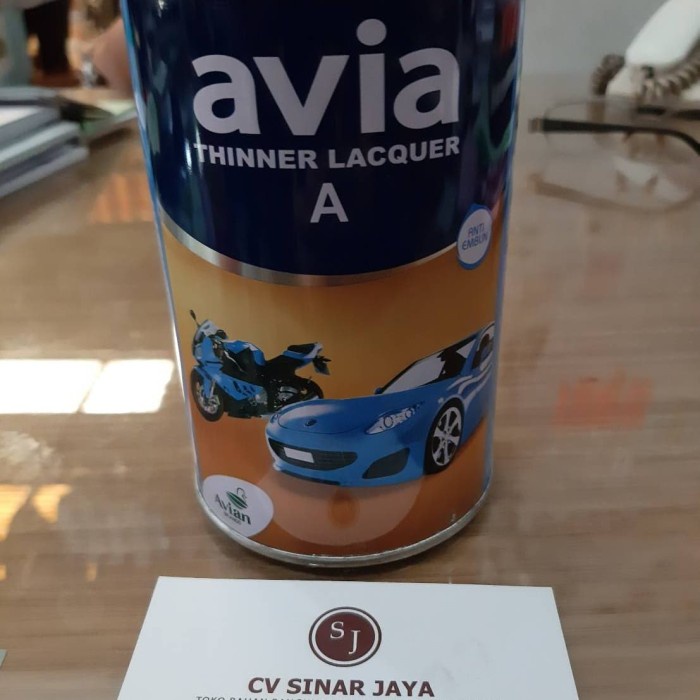 avia
THINNER LACQUER
A
ANTI
EMBUN
Avian
SJ
CV SINAR JAYA